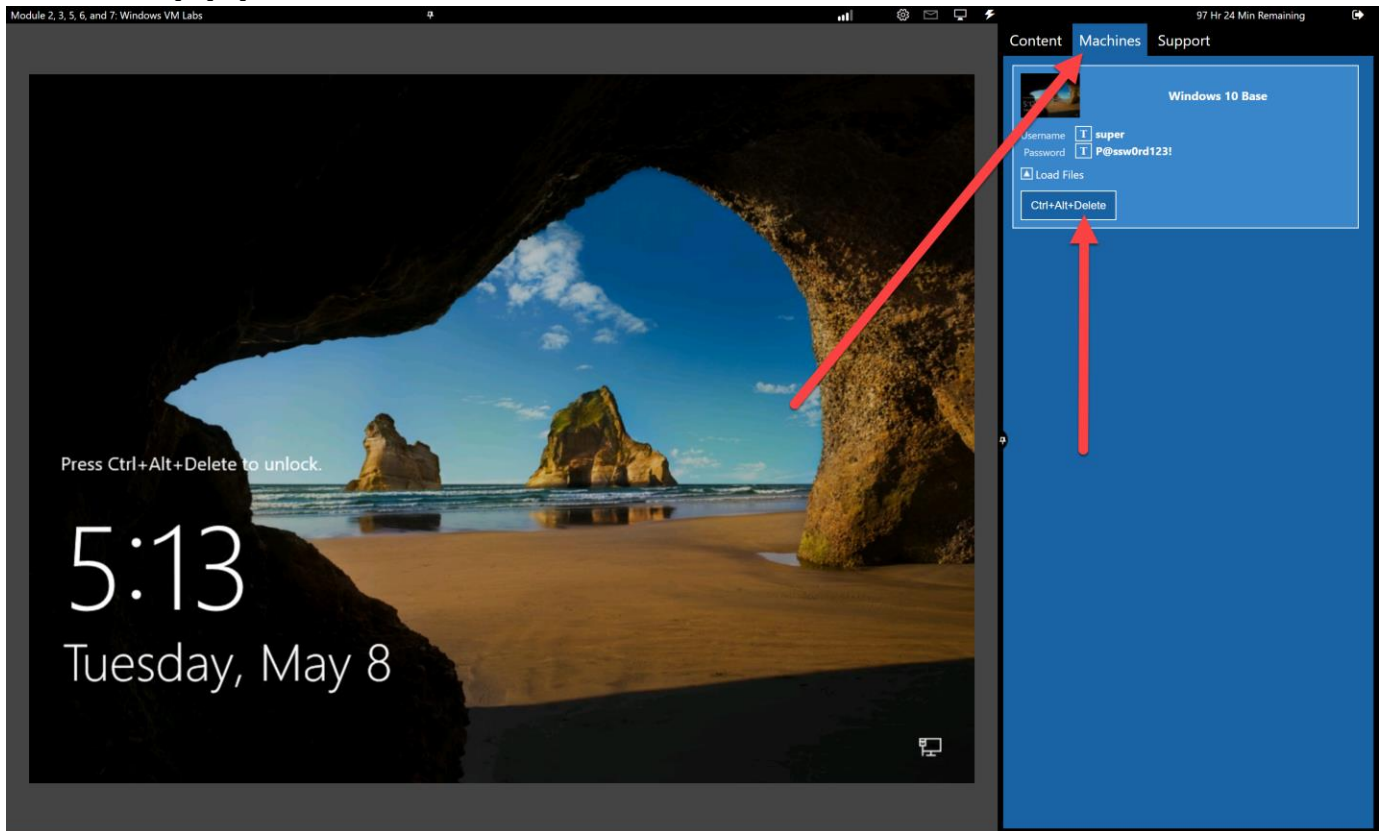 Module 2, 3, 5, 6, and 7: Windows VM Labs
97 Hr 24 Min Remaining
Content Machines Support
Windows 10 Base
Username T super
Password T P@ssw0rd123!
Load Files
Ctrl+Alt+Delete
Press Ctrl+Alt+Delete to unlock.
5:13
Tuesday, May 8